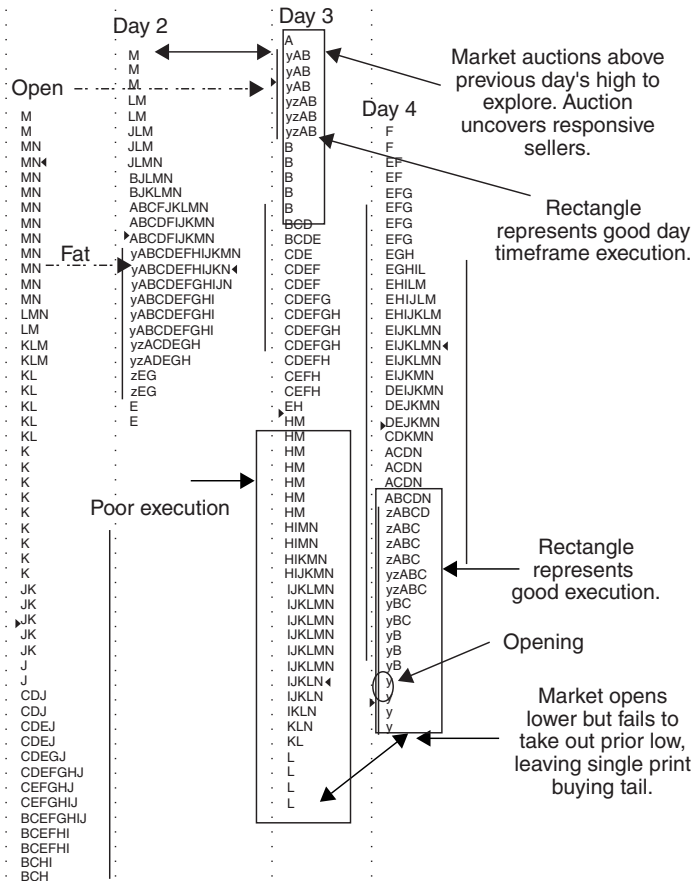 Day 2
Day 3
Day 4
Open
Fat
Poor execution
Market auctions above
previous day's high to
explore. Auction
uncovers responsive
sellers.
Rectangle
represents good day
timeframe execution.
Rectangle
represents
good execution.
Opening
Market opens
lower but fails to
take out prior low,
leaving single print
buying tail.
M
M
MN
MN
MN
MN
MN
MN
MN
MN
MN
MN
MN
LMN
LM
KLM
KLM
KL
KL
KL
KL
KL
K
K
K
K
K
K
K
K
K
JK
JK
JK
JK
JK
J
J
CDJ
CDJ
CDEJ
CDEJ
CDEGJ
CDEFGHJ
CEFGHJ
CEFGHIJ
BCEFGHIJ
BCEFHI
BCEFHI
BCHI
BCH
M
M
M
LM
LM
JLM
JLM
JLMN
BJLMN
BJKLMN
ABCFJKLMN
ABCDFIJKMN
ABCDFIJKMN
yABCDEFHIJKMN
yABCDEFHIJKN
yABCDEFGHIJN
yABCDEFGHI
yABCDEFGHI
yABCDEFGHI
yzACDEGH
yzADEGH
zEG
zEG
E
E
A
yAB
yAB
yAB
yzAB
yzAB
yzAB
B
B
B
B
B
BCD
BCDE
CDE
CDEF
CDEF
CDEFG
CDEFGH
CDEFGH
CDEFGH
CDEFH
CEFH
CEFH
EH
HM
HM
HM
HM
HM
HM
HM
HIMN
HIMN
HIKMN
HIJKMN
IJKLMN
IJKLMN
IJKLMN
IJKLMN
IJKLMN
IJKLMN
IJKLN
IJKLN
IKLN
KLN
KL
L
L
L
L
F
F
EF
EF
EFG
EFG
EFG
EGH
EGHIL
EHILM
EHIJLM
EHIJKLM
EIJKLMN
EIJKLMN
EIJKLMN
EIJKMN
DEIJKMN
DEJKMN
DEJKMN
CDKMN
ACDN
ACDN
ACDN
ABCDN
zABCD
zABC
zABC
zABC
yzABC
yzABC
yBC
yBC
yB
yB
yB
y
y
y
y